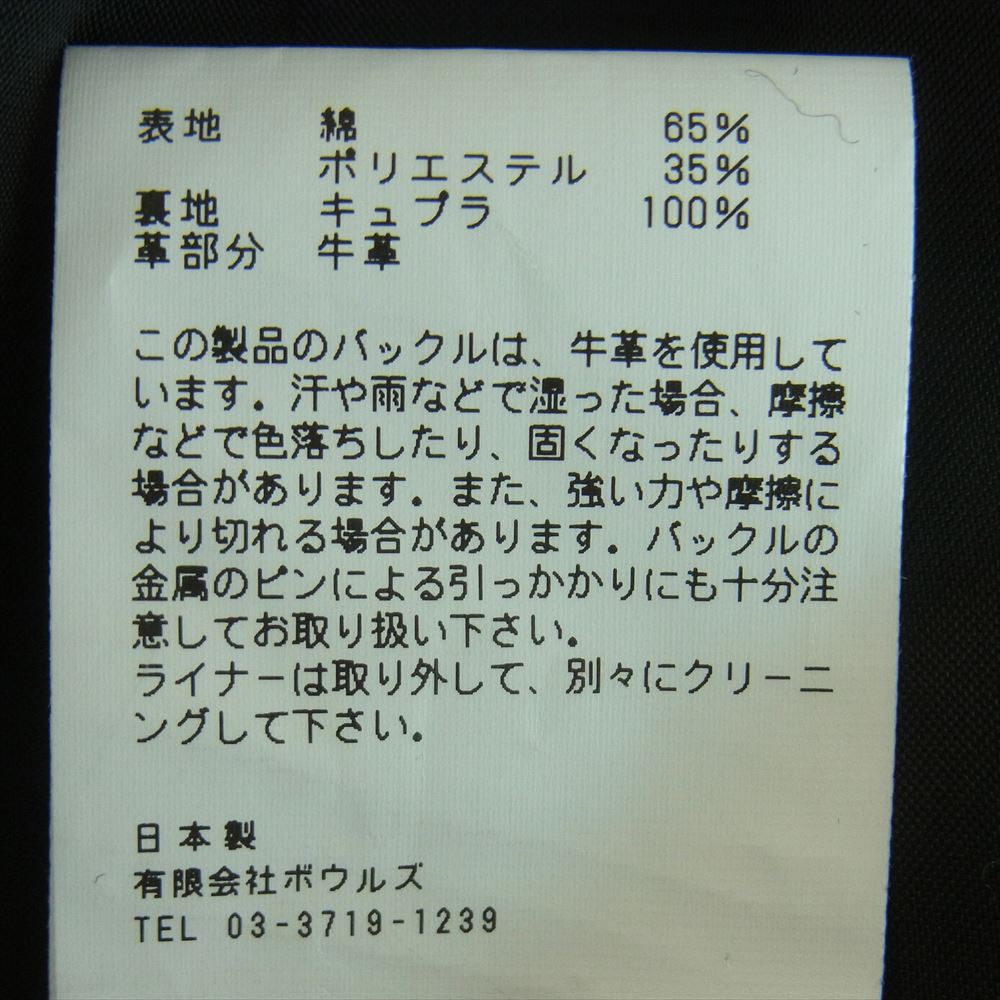 表地 綿 65%
ポリエステル 35%
裏地 キュプラ 100%
革部分 牛革
この製品のバックルは、牛革を使用して
います。汗や雨などで湿った場合、摩擦
などで色落ちしたり、固くなったりする
場合があります。また、強い力や摩擦に
より切れる場合があります。バックルの
金属のピンによる引っかかりにも十分注
意してお取り扱い下さい。
ライナーは取り外して、別々にクリーニ
ングして下さい。
日本製
有限会社ボウルズ
TEL 03-3719-1239